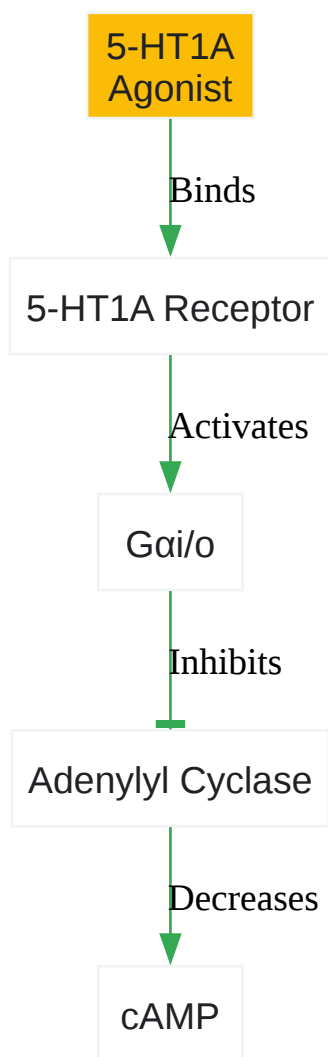 5-HT1A
Agonist
Binds
5-HT1A Receptor
Activates
Gαi/o
Inhibits
Adenylyl Cyclase
Decreases
cAMP